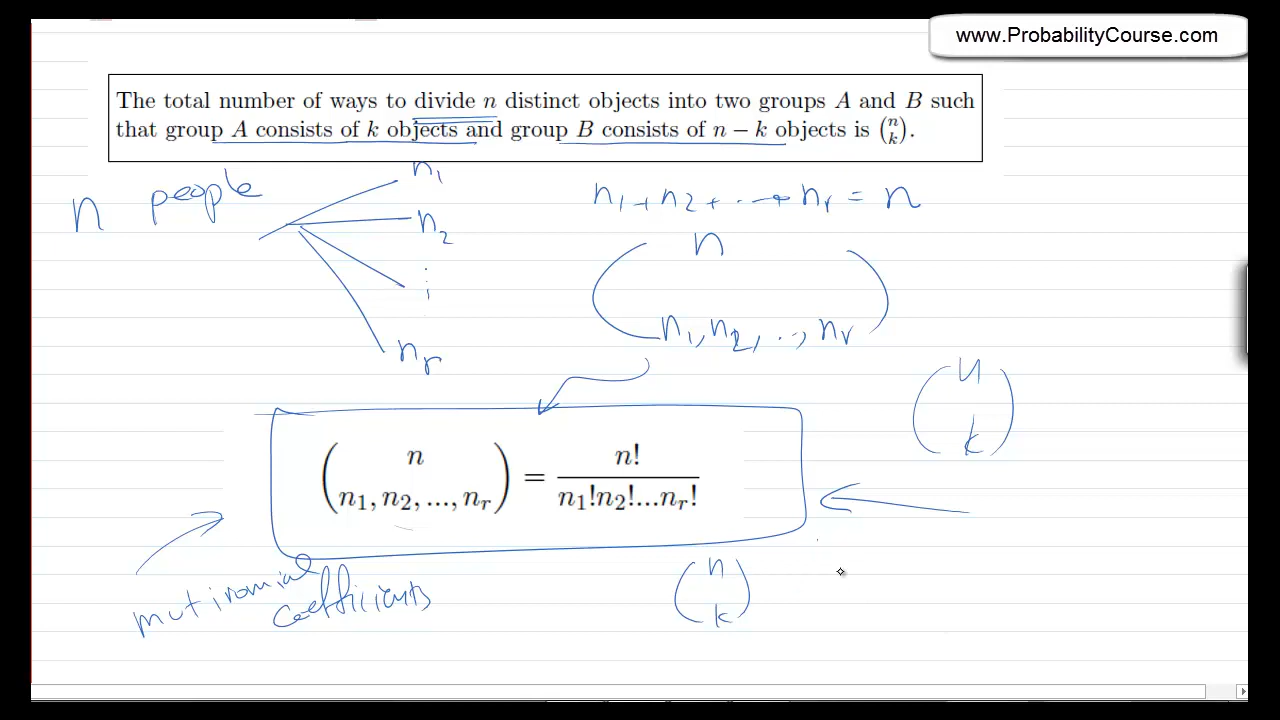 www.ProbabilityCourse.com
The total number of ways to divide n distinct objects into two groups A and B such
that group A consists of k objects and group B consists of n − k objects is (n k).
n people
n₁
n₂
⋮
nᵣ
n₁ + n₂ + ... + nᵣ = n
( n
n₁, n₂, ..., nᵣ )
( n
k )
( n
n₁, n₂, ..., nᵣ ) = n! / n₁!n₂!...nᵣ!
mutinomial
coefficients
( n
k )